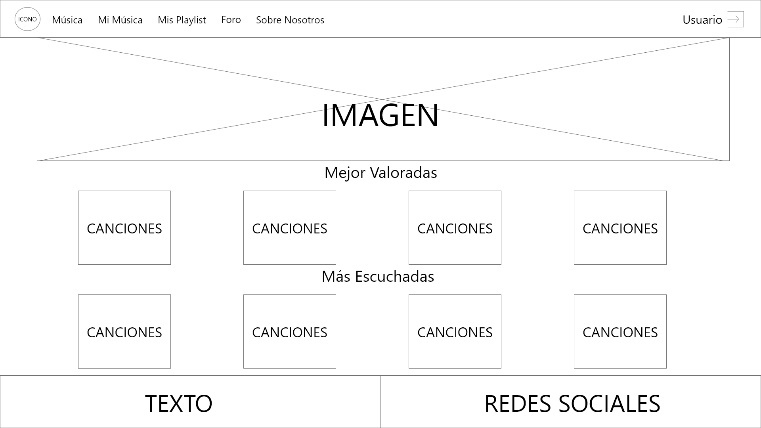 ICONO Música Mi Música Mis Playlist Foro Sobre Nosotros Usuario
IMAGEN
Mejor Valoradas
CANCIONES CANCIONES CANCIONES CANCIONES
Más Escuchadas
CANCIONES CANCIONES CANCIONES CANCIONES
TEXTO REDES SOCIALES